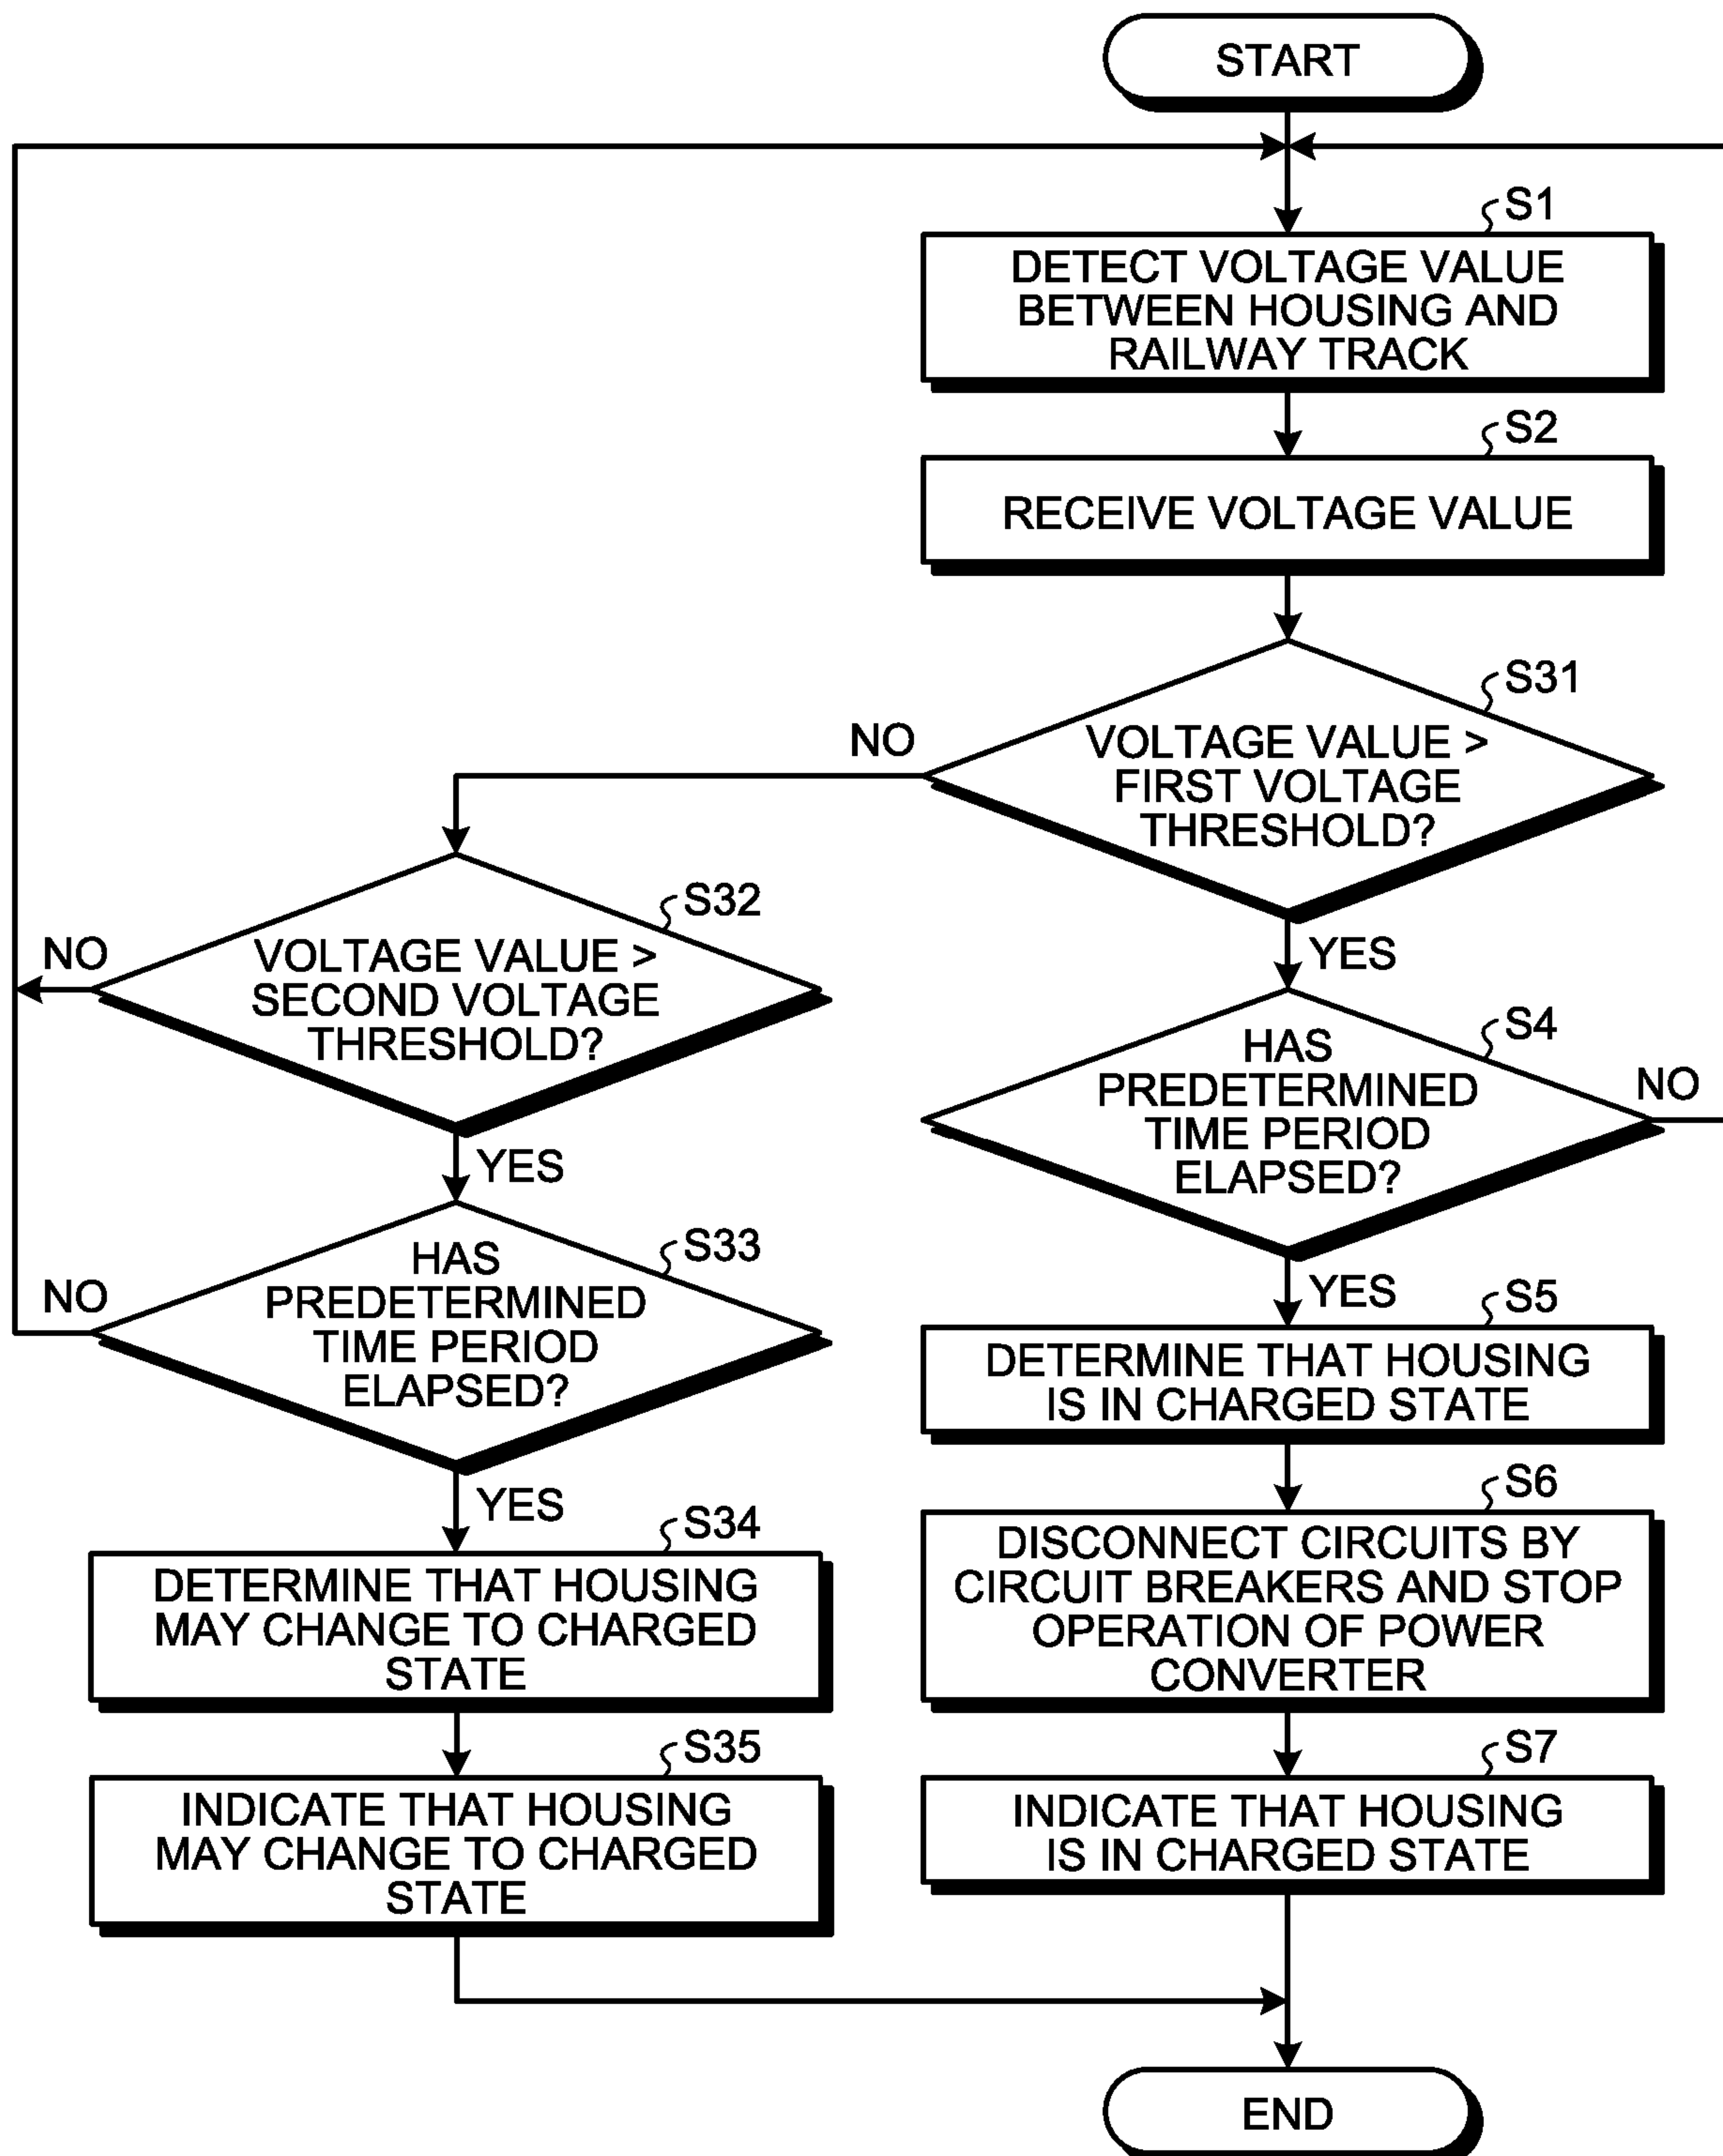 START
S1
DETECT VOLTAGE VALUE
BETWEEN HOUSING AND
RAILWAY TRACK
S2
RECEIVE VOLTAGE VALUE
S31
VOLTAGE VALUE >
FIRST VOLTAGE
THRESHOLD?
NO
YES
S32
VOLTAGE VALUE >
SECOND VOLTAGE
THRESHOLD?
NO
YES
S4
HAS
PREDETERMINED
TIME PERIOD
ELAPSED?
NO
YES
S33
HAS
PREDETERMINED
TIME PERIOD
ELAPSED?
NO
YES
S5
DETERMINE THAT HOUSING
IS IN CHARGED STATE
S34
DETERMINE THAT HOUSING
MAY CHANGE TO CHARGED
STATE
S6
DISCONNECT CIRCUITS BY
CIRCUIT BREAKERS AND STOP
OPERATION OF POWER
CONVERTER
S35
INDICATE THAT HOUSING
MAY CHANGE TO CHARGED
STATE
S7
INDICATE THAT HOUSING
IS IN CHARGED STATE
END